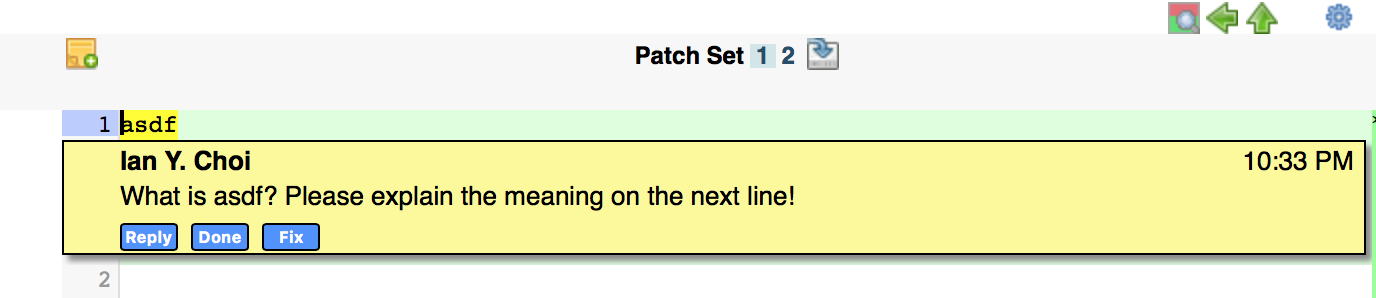 Patch Set 1 2
1 asdf
Ian Y. Choi 10:33 PM
What is asdf? Please explain the meaning on the next line!
Reply Done Fix
2